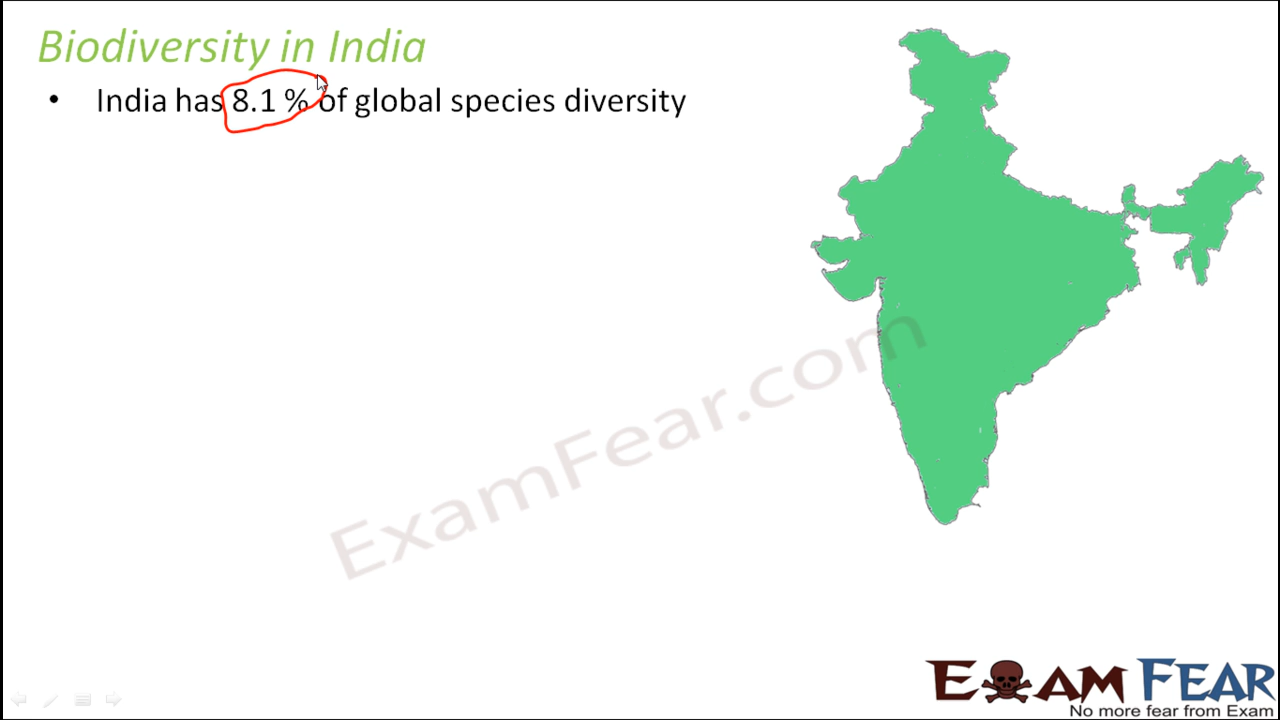 Biodiversity in India
• India has 8.1 % of global species diversity
ExamFear.com
EXAM FEAR
No more fear from Exam